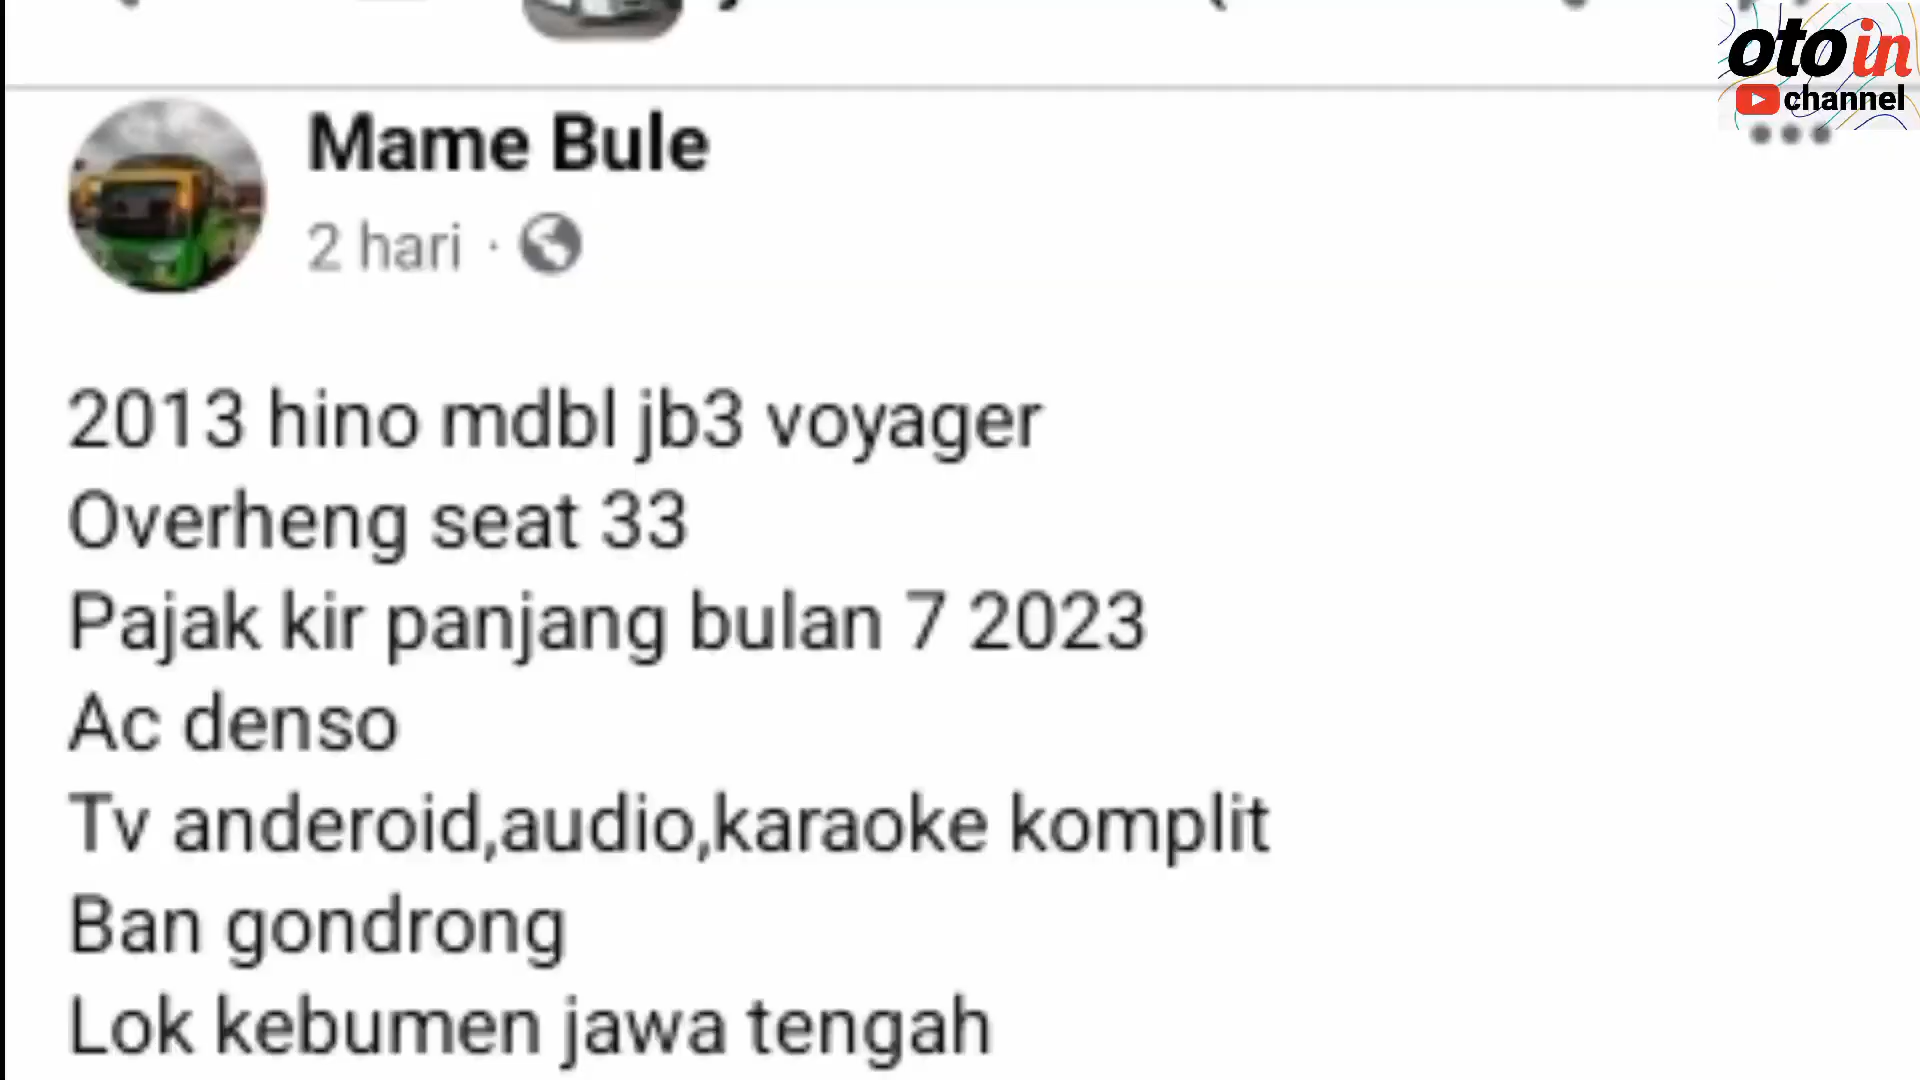 otoin
channel
Mame Bule
2 hari ·
2013 hino mdbl jb3 voyager
Overheng seat 33
Pajak kir panjang bulan 7 2023
Ac denso
Tv anderoid,audio,karaoke komplit
Ban gondrong
Lok kebumen jawa tengah